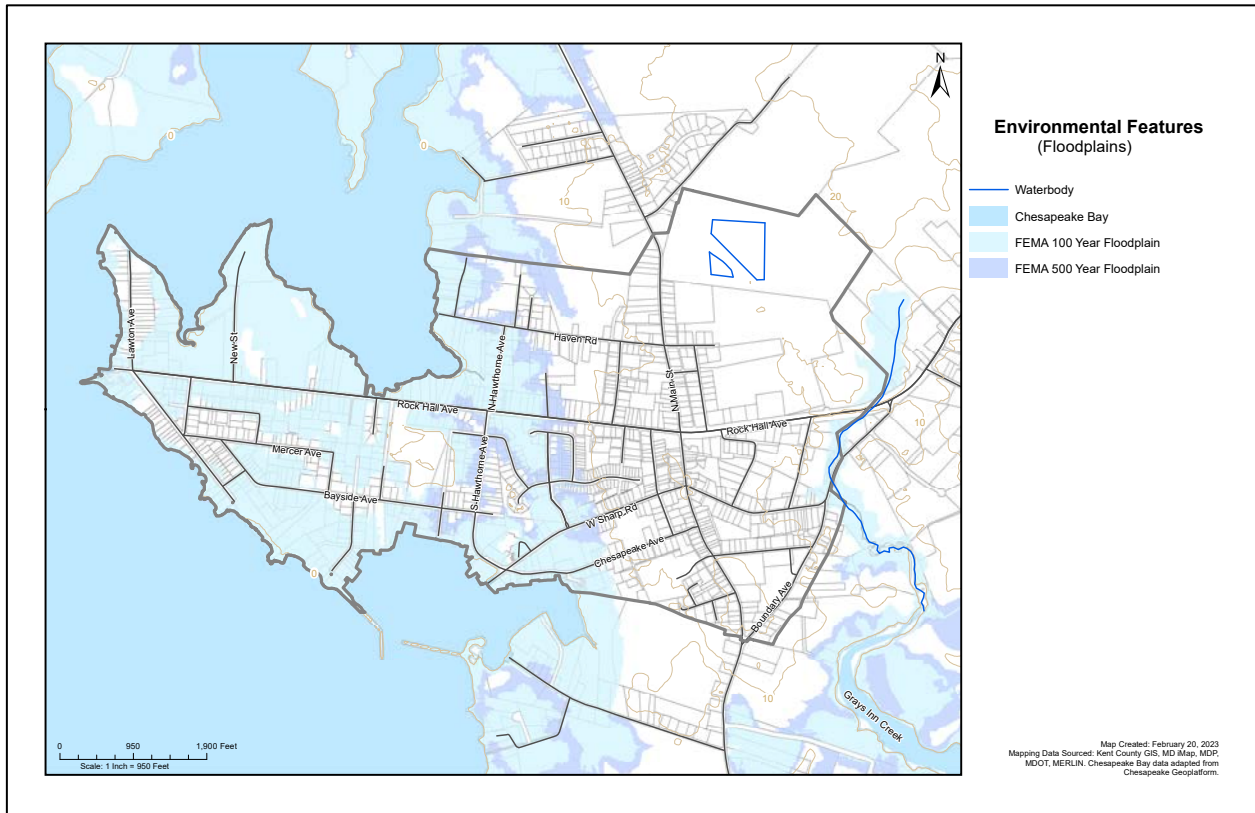 N
0
0
10
20
Lawton Ave
New St
Haven Rd
N Hawthorne Ave
N Main St
Rock Hall Ave
Rock Hall Ave
10
Mercer Ave
S Hawthorne Ave
Bayside Ave
W Sharp Rd
Chesapeake Ave
0
Boundary Ave
10
Grays Inn Creek
0 950 1,900 Feet
Scale: 1 Inch = 950 Feet
Environmental Features
(Floodplains)
Waterbody
Chesapeake Bay
FEMA 100 Year Floodplain
FEMA 500 Year Floodplain
Map Created: February 20, 2023
Mapping Data Sourced: Kent County GIS, MD iMap, MDP,
MDOT, MERLIN. Chesapeake Bay data adapted from
Chesapeake Geoplatform.